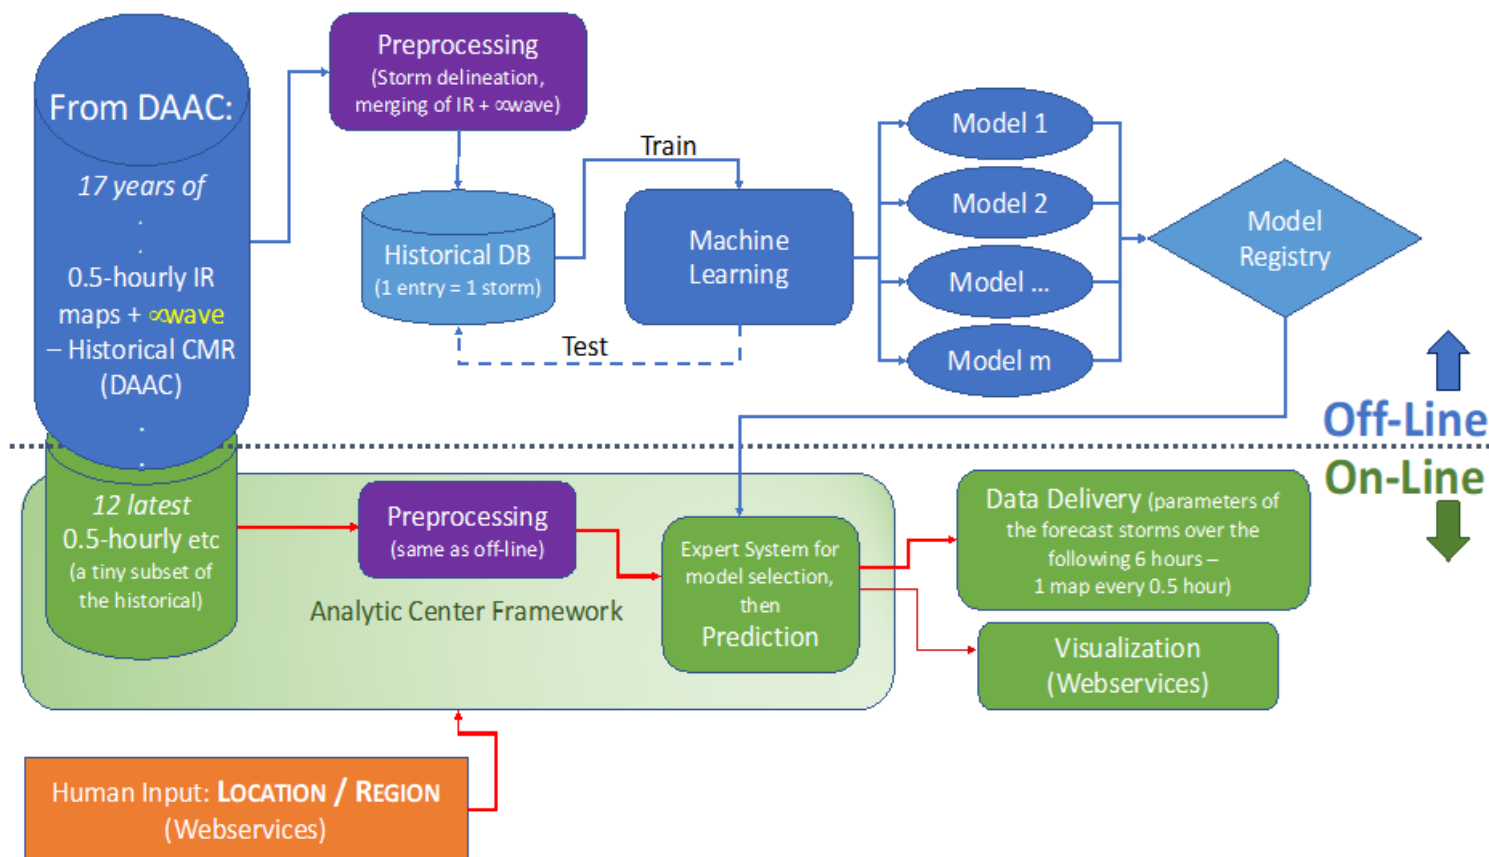 From DAAC:
17 years of
.
.
0.5-hourly IR
maps + ∝wave
– Historical CMR
(DAAC)
.
.
Preprocessing
(Storm delineation,
merging of IR + ∝wave)
Historical DB
(1 entry = 1 storm)
Train
Test
Machine
Learning
Model 1
Model 2
Model ...
Model m
Model
Registry
Off-Line
On-Line
12 latest
0.5-hourly etc
(a tiny subset of
the historical)
Preprocessing
(same as off-line)
Analytic Center Framework
Expert System for
model selection,
then
Prediction
Data Delivery (parameters of
the forecast storms over the
following 6 hours –
1 map every 0.5 hour)
Visualization
(Webservices)
Human Input: LOCATION / REGION
(Webservices)